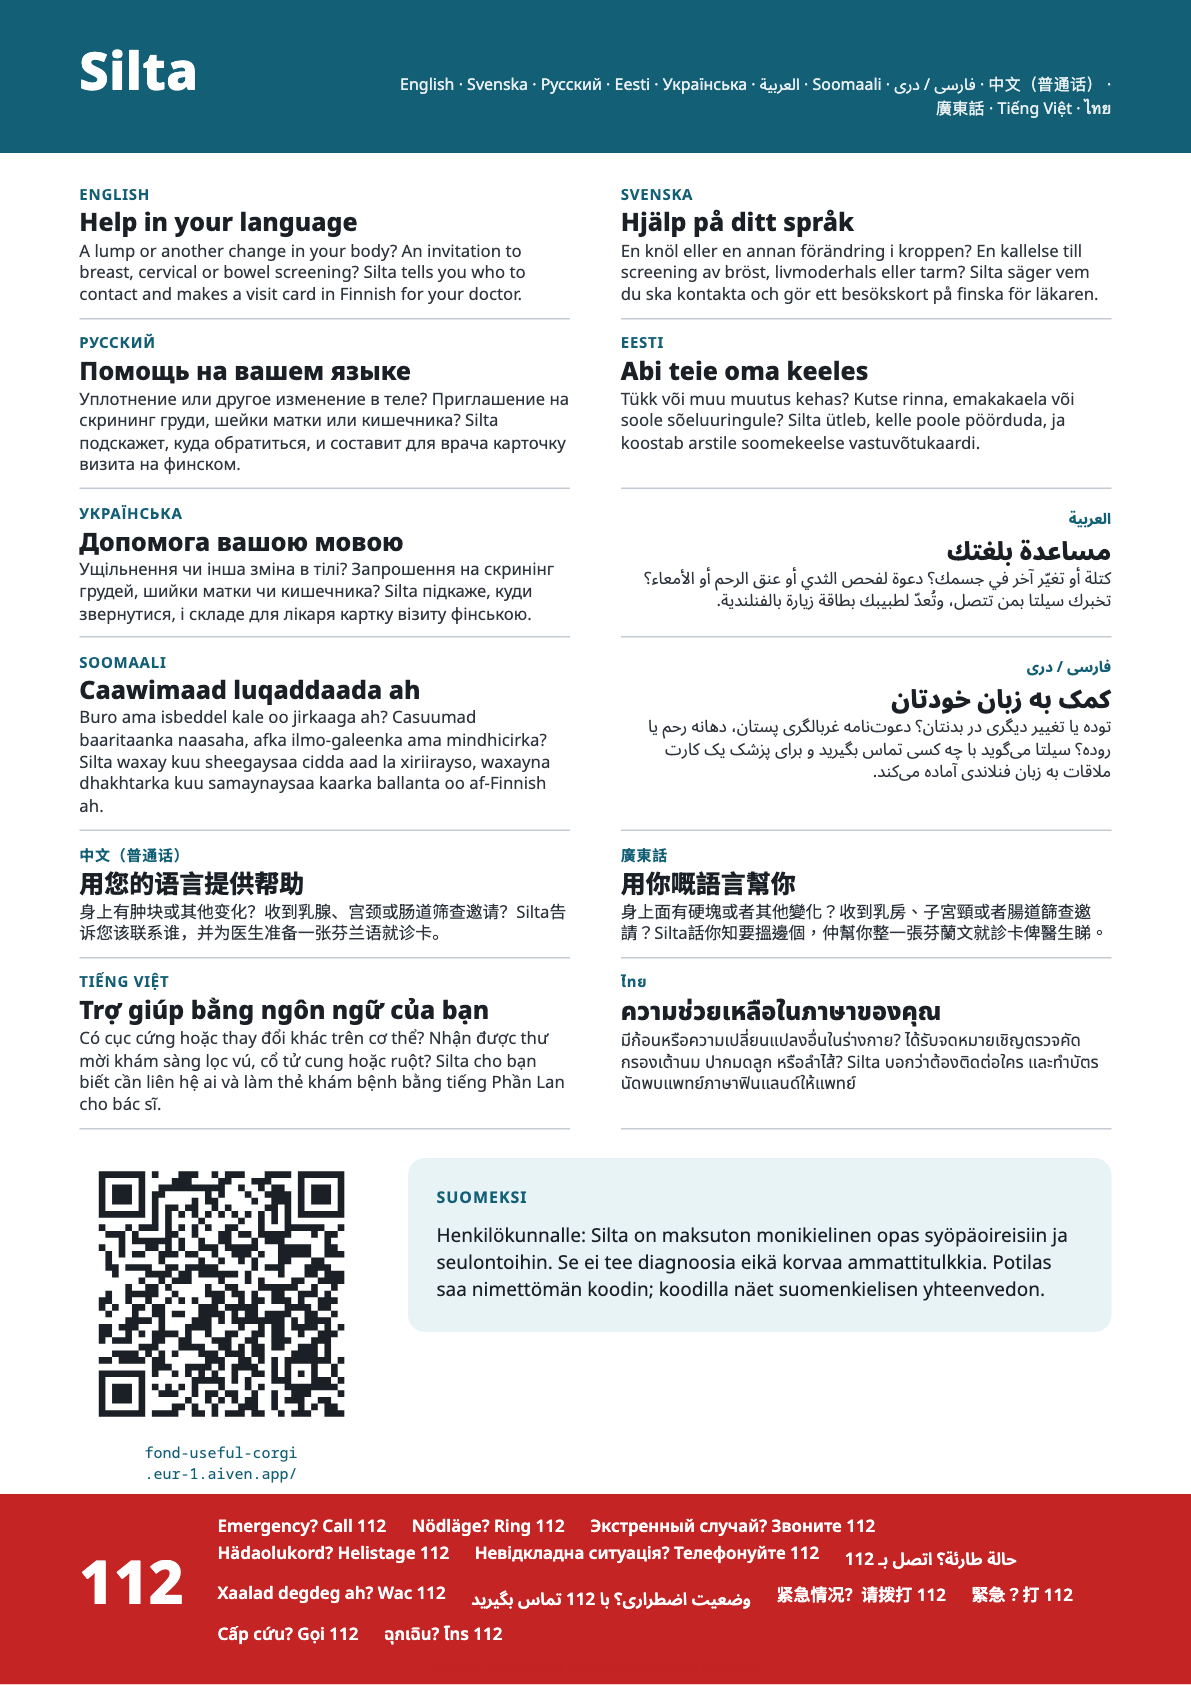 Silta
English · Svenska · Русский · Eesti · Українська · العربية · Soomaali · فارسی / دری · 中文（普通话） ·
廣東話 · Tiếng Việt · ไทย
ENGLISH
Help in your language
A lump or another change in your body? An invitation to
breast, cervical or bowel screening? Silta tells you who to
contact and makes a visit card in Finnish for your doctor.
SVENSKA
Hjälp på ditt språk
En knöl eller en annan förändring i kroppen? En kallelse till
screening av bröst, livmoderhals eller tarm? Silta säger vem
du ska kontakta och gör ett besökskort på finska för läkaren.
РУССКИЙ
Помощь на вашем языке
Уплотнение или другое изменение в теле? Приглашение на
скрининг груди, шейки матки или кишечника? Silta
подскажет, куда обратиться, и составит для врача карточку
визита на финском.
EESTI
Abi teie oma keeles
Tükk või muu muutus kehas? Kutse rinna, emakakaela või
soole sõeluuringule? Silta ütleb, kelle poole pöörduda, ja
koostab arstile soomekeelse vastuvõtukaardi.
УКРАЇНСЬКА
Допомога вашою мовою
Ущільнення чи інша зміна в тілі? Запрошення на скринінг
грудей, шийки матки чи кишечника? Silta підкаже, куди
звернутися, і складе для лікаря картку візиту фінською.
العربية
مساعدة بلغتك
كتلة أو تغيّر آخر في جسمك؟ دعوة لفحص الثدي أو عنق الرحم أو الأمعاء؟
تخبرك سيلتا بمن تتصل، وتُعدّ لطبيبك بطاقة زيارة بالفنلندية.
SOOMAALI
Caawimaad luqaddaada ah
Buro ama isbeddel kale oo jirkaaga ah? Casuumad
baaritaanka naasaha, afka ilmo-galeenka ama mindhicirka?
Silta waxay kuu sheegaysaa cidda aad la xiriirayso, waxayna
dhakhtarka kuu samaynaysaa kaarka ballanta oo af-Finnish
ah.
فارسی / دری
کمک به زبان خودتان
توده یا تغییر دیگری در بدنتان؟ دعوت‌نامه غربالگری پستان، دهانه رحم یا
روده؟ سیلتا می‌گوید با چه کسی تماس بگیرید و برای پزشک یک کارت
ملاقات به زبان فنلاندی آماده می‌کند.
中文（普通话）
用您的语言提供帮助
身上有肿块或其他变化？收到乳腺、宫颈或肠道筛查邀请？Silta告
诉您该联系谁，并为医生准备一张芬兰语就诊卡。
廣東話
用你嘅語言幫你
身上面有硬塊或者其他變化？收到乳房、子宮頸或者腸道篩查邀
請？Silta話你知要搵邊個，仲幫你整一張芬蘭文就診卡俾醫生睇。
TIẾNG VIỆT
Trợ giúp bằng ngôn ngữ của bạn
Có cục cứng hoặc thay đổi khác trên cơ thể? Nhận được thư
mời khám sàng lọc vú, cổ tử cung hoặc ruột? Silta cho bạn
biết cần liên hệ ai và làm thẻ khám bệnh bằng tiếng Phần Lan
cho bác sĩ.
ไทย
ความช่วยเหลือในภาษาของคุณ
มีก้อนหรือความเปลี่ยนแปลงอื่นในร่างกาย? ได้รับจดหมายเชิญตรวจคัด
กรองเต้านม ปากมดลูก หรือลำไส้? Silta บอกว่าต้องติดต่อใคร และทำบัตร
นัดพบแพทย์ภาษาฟินแลนด์ให้แพทย์
fond-useful-corgi
.eur-1.aiven.app/
SUOMEKSI
Henkilökunnalle: Silta on maksuton monikielinen opas syöpäoireisiin ja
seulontoihin. Se ei tee diagnoosia eikä korvaa ammattitulkkia. Potilas
saa nimettömän koodin; koodilla näet suomenkielisen yhteenvedon.
112
Emergency? Call 112 Nödläge? Ring 112 Экстренный случай? Звоните 112
Hädaolukord? Helistage 112 Невідкладна ситуація? Телефонуйте 112 حالة طارئة؟ اتصل بـ 112
Xaalad degdeg ah? Wac 112 وضعیت اضطراری؟ با 112 تماس بگیرید 紧急情况？请拨打 112 緊急？打 112
Cấp cứu? Gọi 112 ฉุกเฉิน? โทร 112